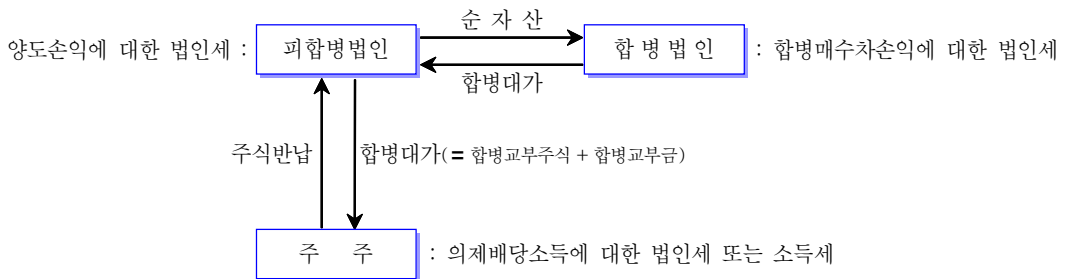 순 자 산
양도손익에 대한 법인세 : 피합병법인 합 병 법 인 : 합병매수차손익에 대한 법인세
합병대가
주식반납 합병대가(= 합병교부주식 + 합병교부금)
주 주 : 의제배당소득에 대한 법인세 또는 소득세